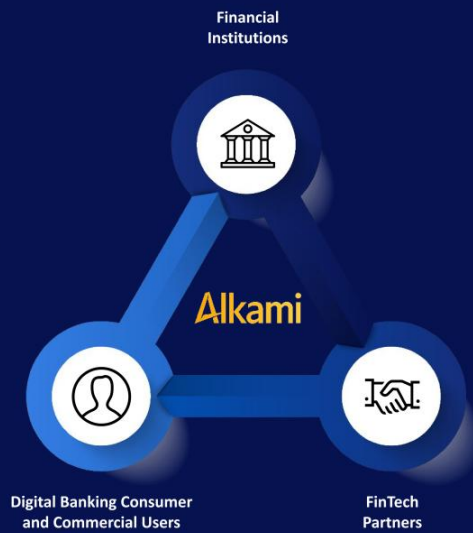 Financial
Institutions
Alkami
Digital Banking Consumer
and Commercial Users
FinTech
Partners